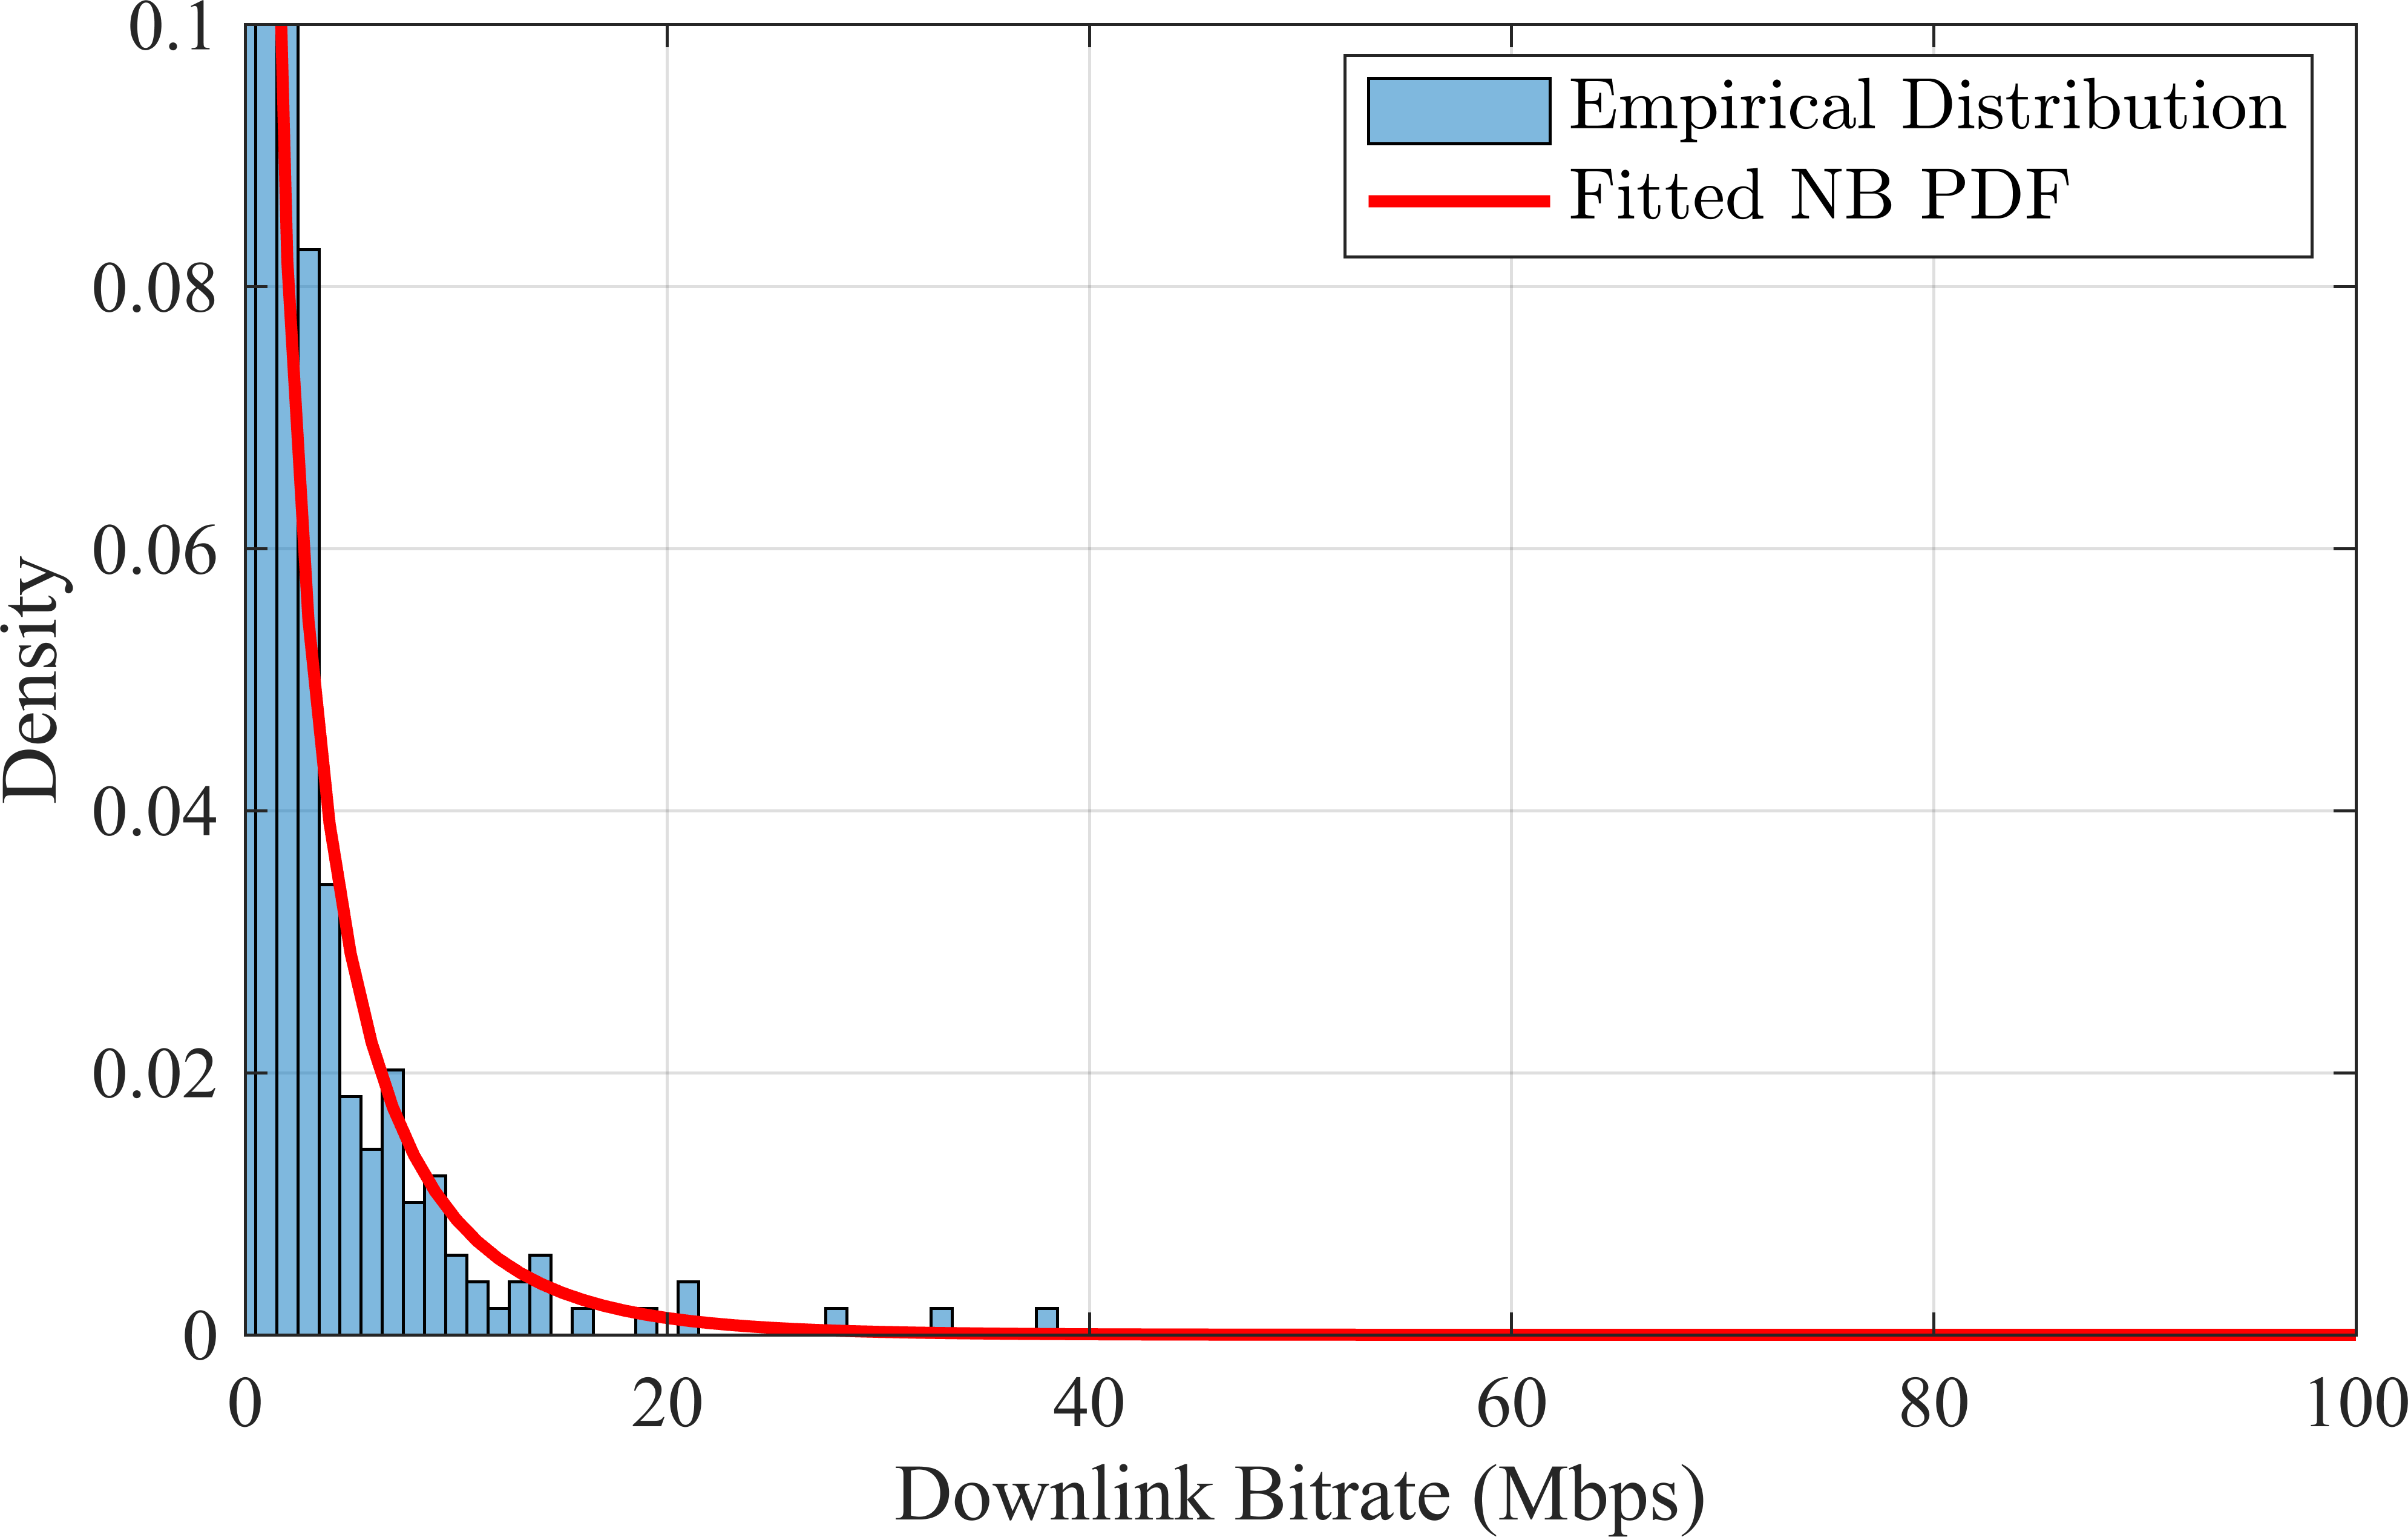 0.1
0.08
0.06
0.04
0.02
0
Density
Empirical Distribution
Fitted NB PDF
0 20 40 60 80 100
Downlink Bitrate (Mbps)